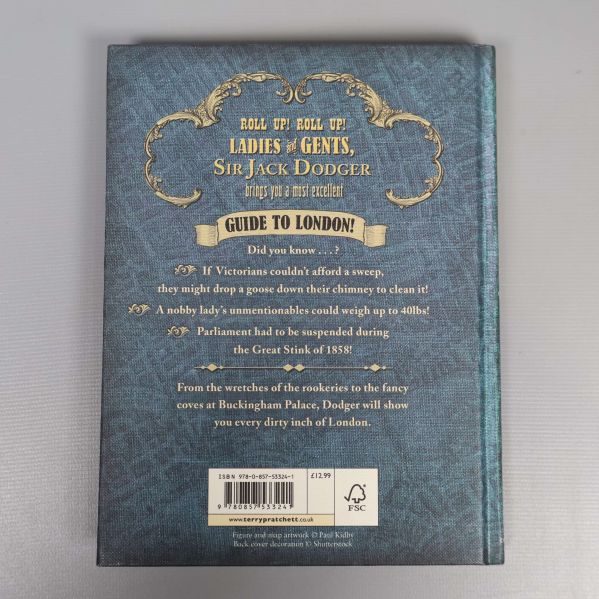 ROLL UP! ROLL UP!
LADIES and GENTS,
SIR JACK DODGER
brings you a most excellent
GUIDE TO LONDON!
Did you know . . . ?
If Victorians couldn't afford a sweep,
they might drop a goose down their chimney to clean it!
A nobby lady's unmentionables could weigh up to 40lbs!
Parliament had to be suspended during
the Great Stink of 1858!
From the wretches of the rookeries to the fancy
coves at Buckingham Palace, Dodger will show
you every dirty inch of London.
ISBN 978-0-857-53324-1
£12.99
9 780857 533241
FSC
www.terrypratchett.co.uk
Figure and map artwork © Paul Kidby
Back cover decoration © Shutterstock